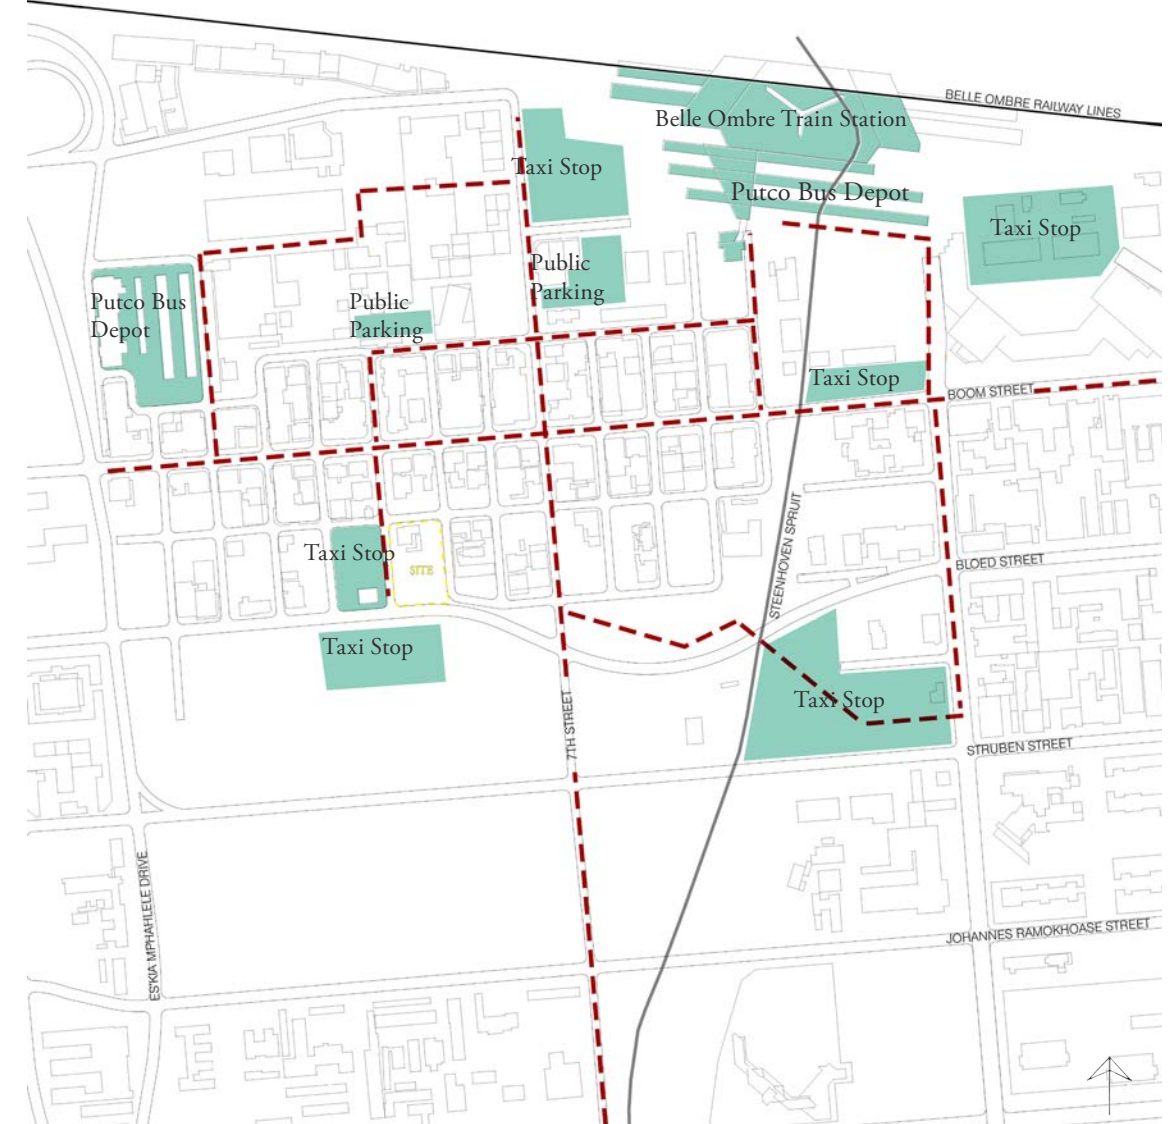 BELLE OMBRE RAILWAY LINES
Belle Ombre Train Station
Taxi Stop
Putco Bus Depot
Taxi Stop
Public
Parking
Putco Bus
Depot
Public
Parking
Taxi Stop
BOOM STREET
Taxi Stop
SITE
STEENHOVEN SPRUIT
BLOED STREET
Taxi Stop
Taxi Stop
7TH STREET
STRUBEN STREET
ES'KIA MPHAHLELE DRIVE
JOHANNES RAMOKHOASE STREET